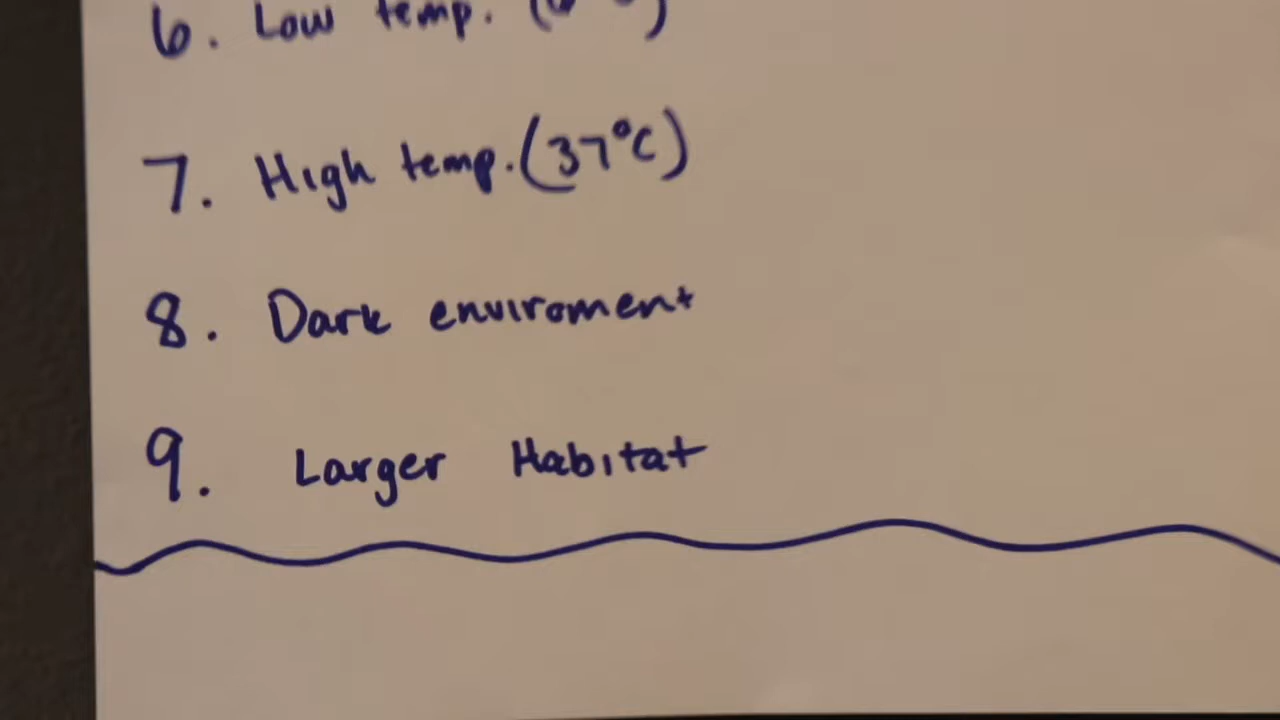 6. Low temp.
7. High temp. (37°C)
8. Dark enviroment
9. Larger Habitat